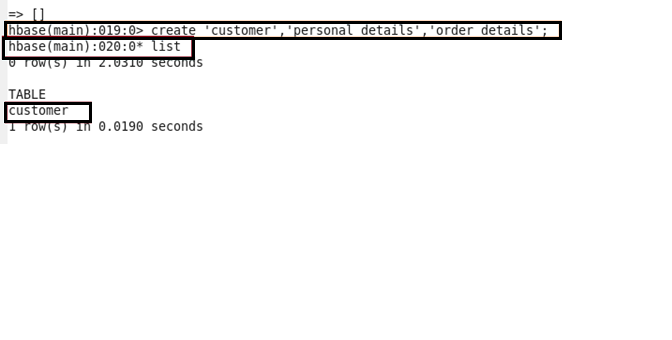 => []
hbase(main):019:0> create 'customer','personal details','order details';
hbase(main):020:0* list
0 row(s) in 2.0310 seconds
TABLE
customer
1 row(s) in 0.0190 seconds